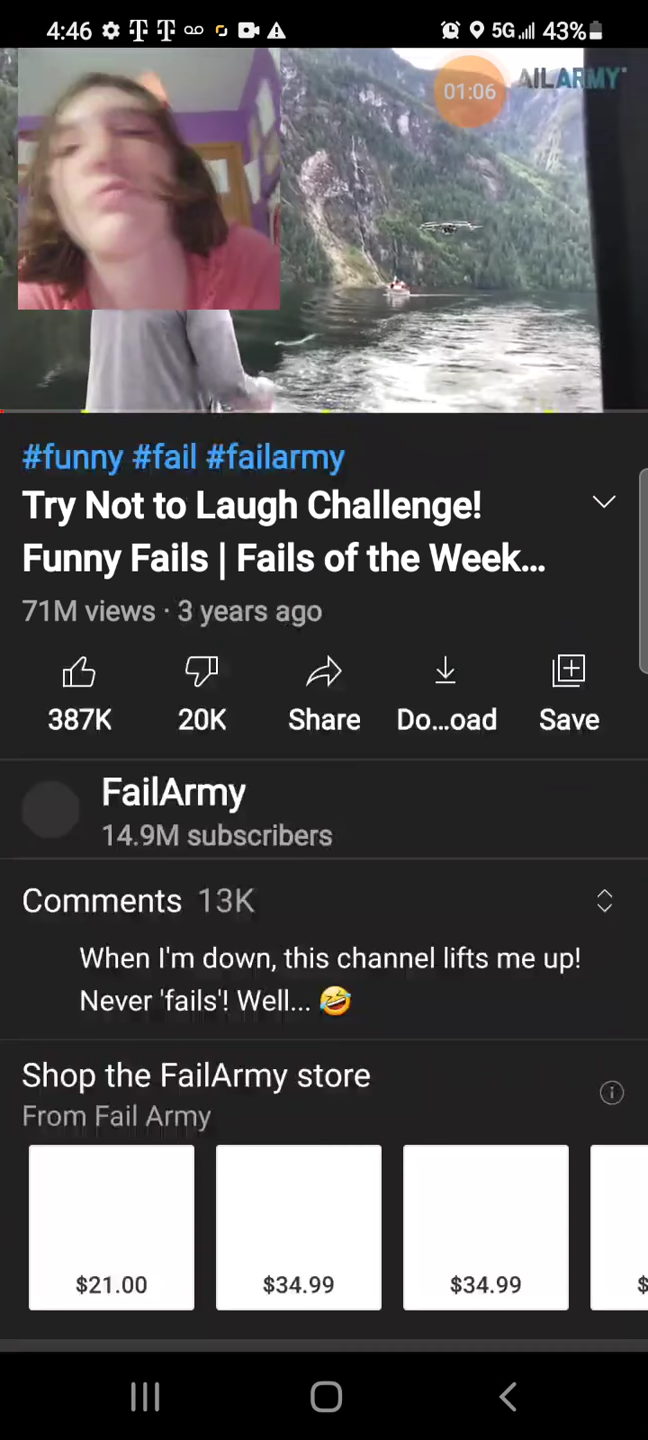 4:46 5G 43%
01:06 AILARMY
#funny #fail #failarmy
Try Not to Laugh Challenge!
Funny Fails | Fails of the Week...
71M views · 3 years ago
387K 20K Share Do...oad Save
FailArmy
14.9M subscribers
Comments 13K
When I'm down, this channel lifts me up!
Never 'fails'! Well... 🤣
Shop the FailArmy store
From Fail Army
$21.00 $34.99 $34.99 $